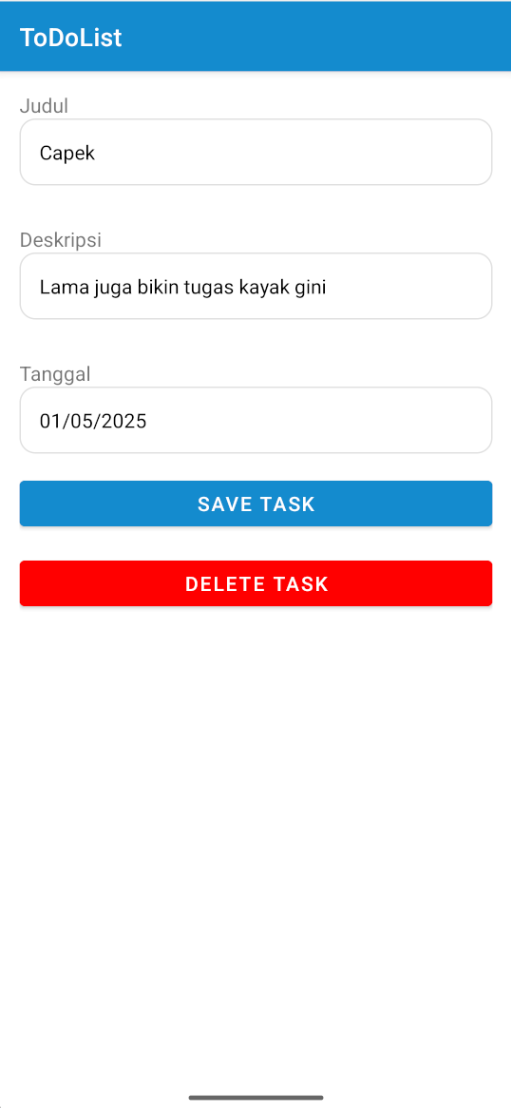 ToDoList
Judul
Capek
Deskripsi
Lama juga bikin tugas kayak gini
Tanggal
01/05/2025
SAVE TASK
DELETE TASK